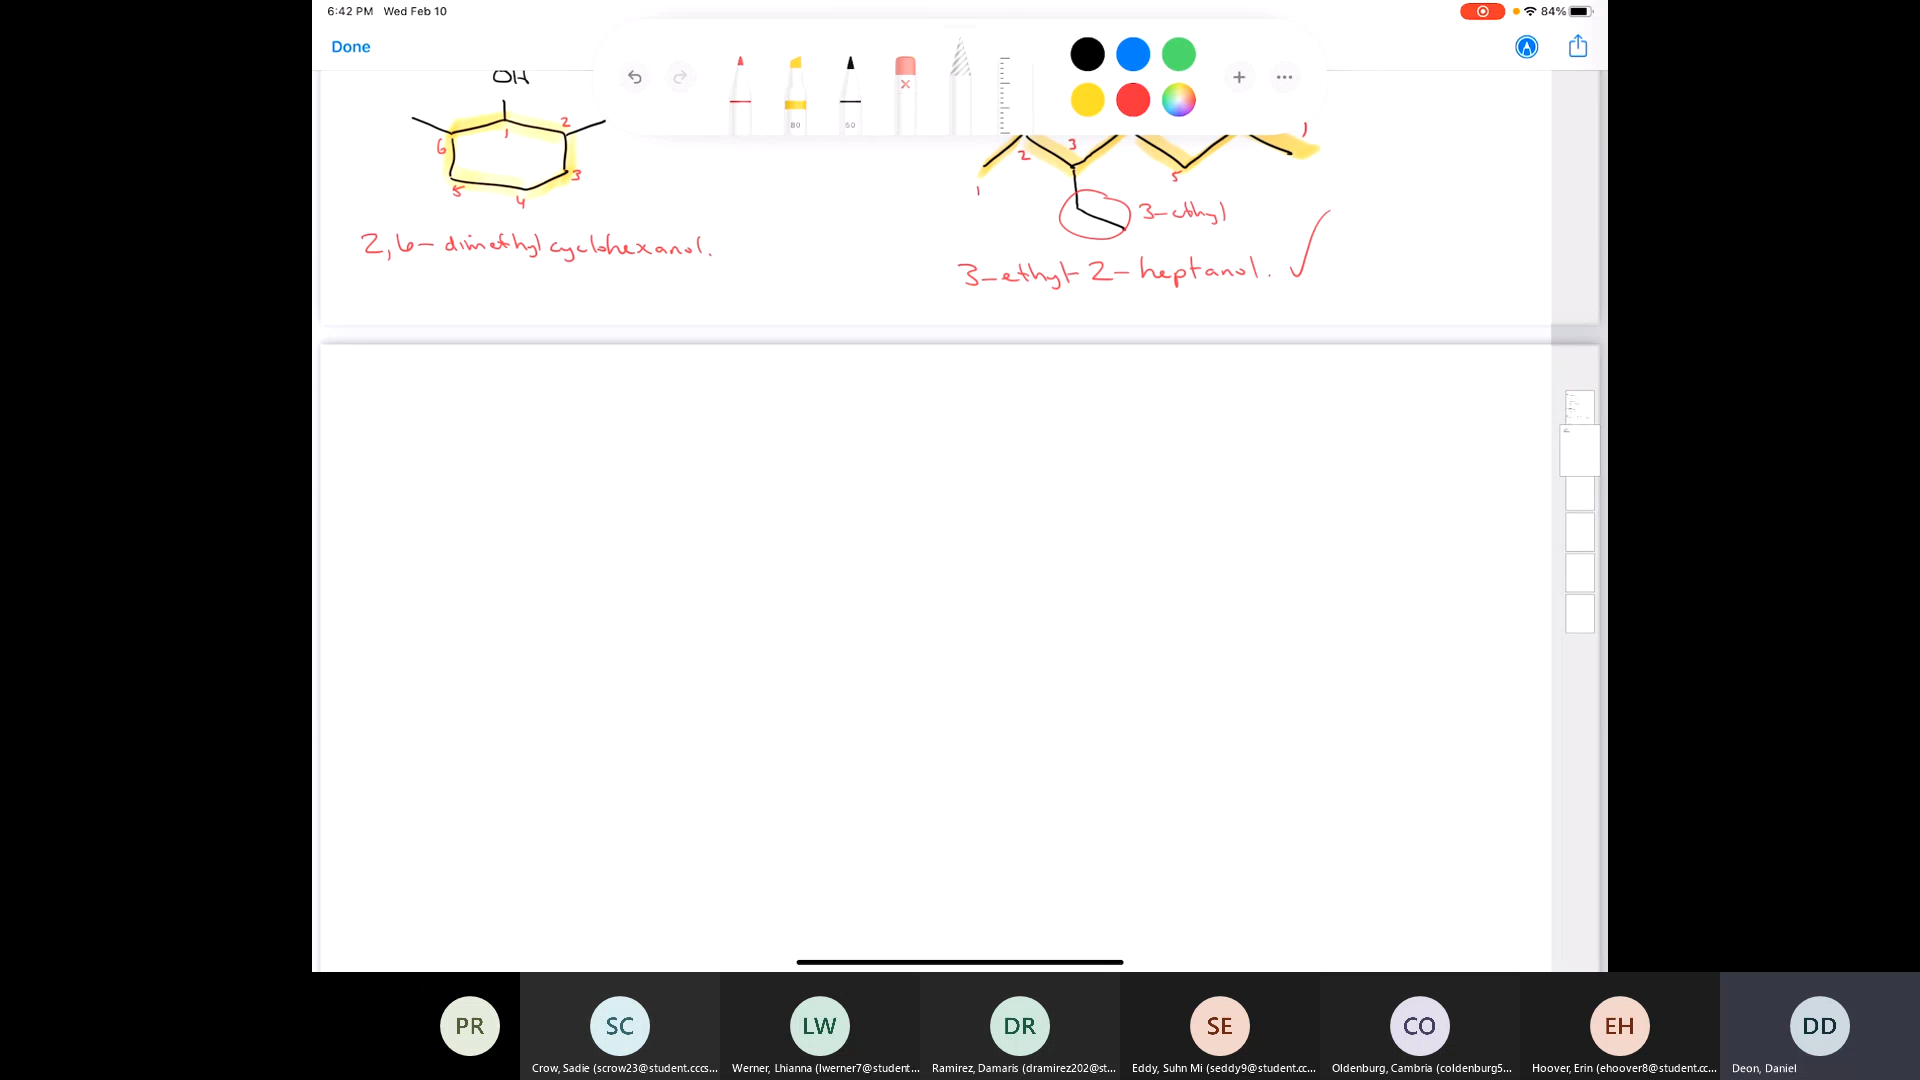 6:42 PM Wed Feb 10
84%
Done
80
50
OH
6
1
2
3
4
5
2,6- dimethylcyclohexanol.
1
2
3
5
1
3-ethyl
3-ethyl-2-heptanol. ✓
PR
SC
LW
DR
SE
CO
EH
DD
Crow, Sadie (scrow23@student.cccs...
Werner, Lhianna (lwerner7@student...
Ramirez, Damaris (dramirez202@st...
Eddy, Suhn Mi (seddy9@student.cc...
Oldenburg, Cambria (coldenburg5...
Hoover, Erin (ehoover8@student.cc...
Deon, Daniel